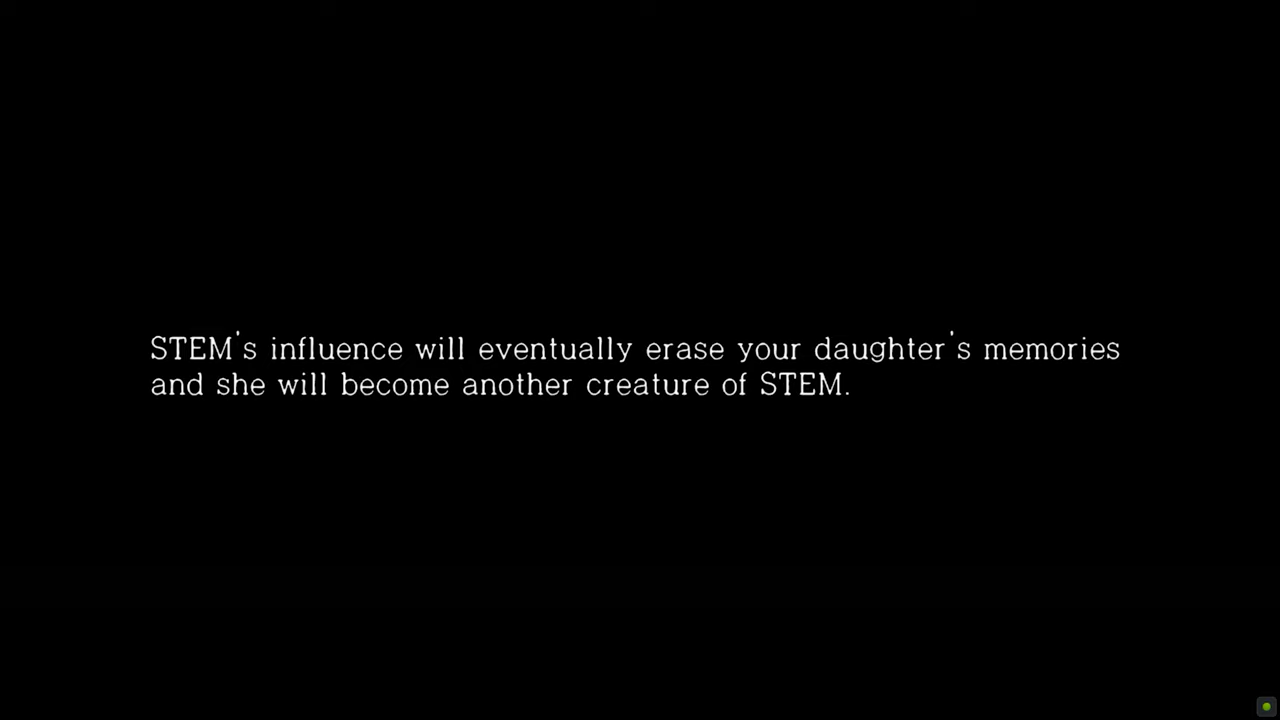 STEM's influence will eventually erase your daughter's memories
and she will become another creature of STEM.